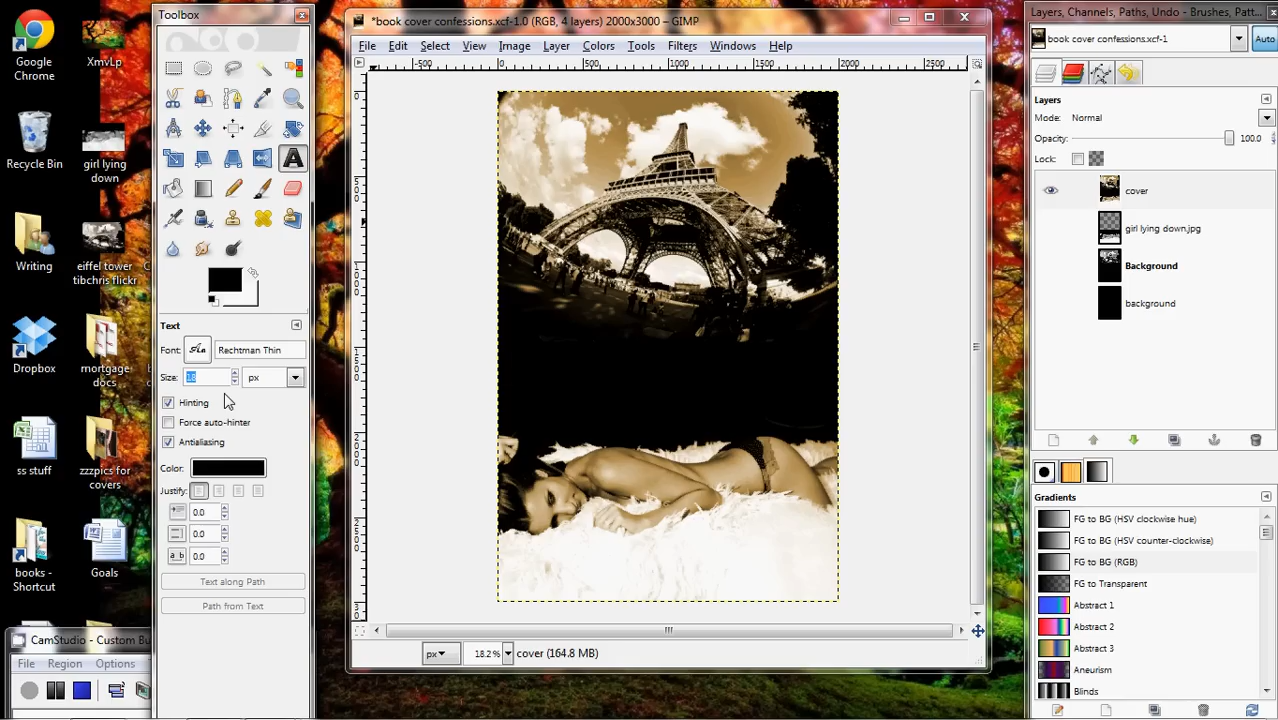 Google
Chrome
XmvLp
Recycle Bin
girl lying
down
Writing
eiffel tower
tibchris flickr
Dropbox
mortgage
docs
ss stuff
zzzpics for
covers
books -
Shortcut
Goals
CamStudio - Custom Bu
File Region Options
Toolbox
Text
Font: Rechtman Thin
Size: 18 px
Hinting
Force auto-hinter
Antialiasing
Color:
Justify:
0.0
0.0
0.0
Text along Path
Path from Text
*book cover confessions.xcf-1.0 (RGB, 4 layers) 2000x3000 – GIMP
File Edit Select View Image Layer Colors Tools Filters Windows Help
-500 0 500 1000 1500 2000 2500
px 18.2% cover (164.8 MB)
Layers, Channels, Paths, Undo - Brushes, Patt...
book cover confessions.xcf-1 Auto
Layers
Mode: Normal
Opacity: 100.0
Lock:
cover
girl lying down.jpg
Background
background
Gradients
FG to BG (HSV clockwise hue)
FG to BG (HSV counter-clockwise)
FG to BG (RGB)
FG to Transparent
Abstract 1
Abstract 2
Abstract 3
Aneurism
Blinds